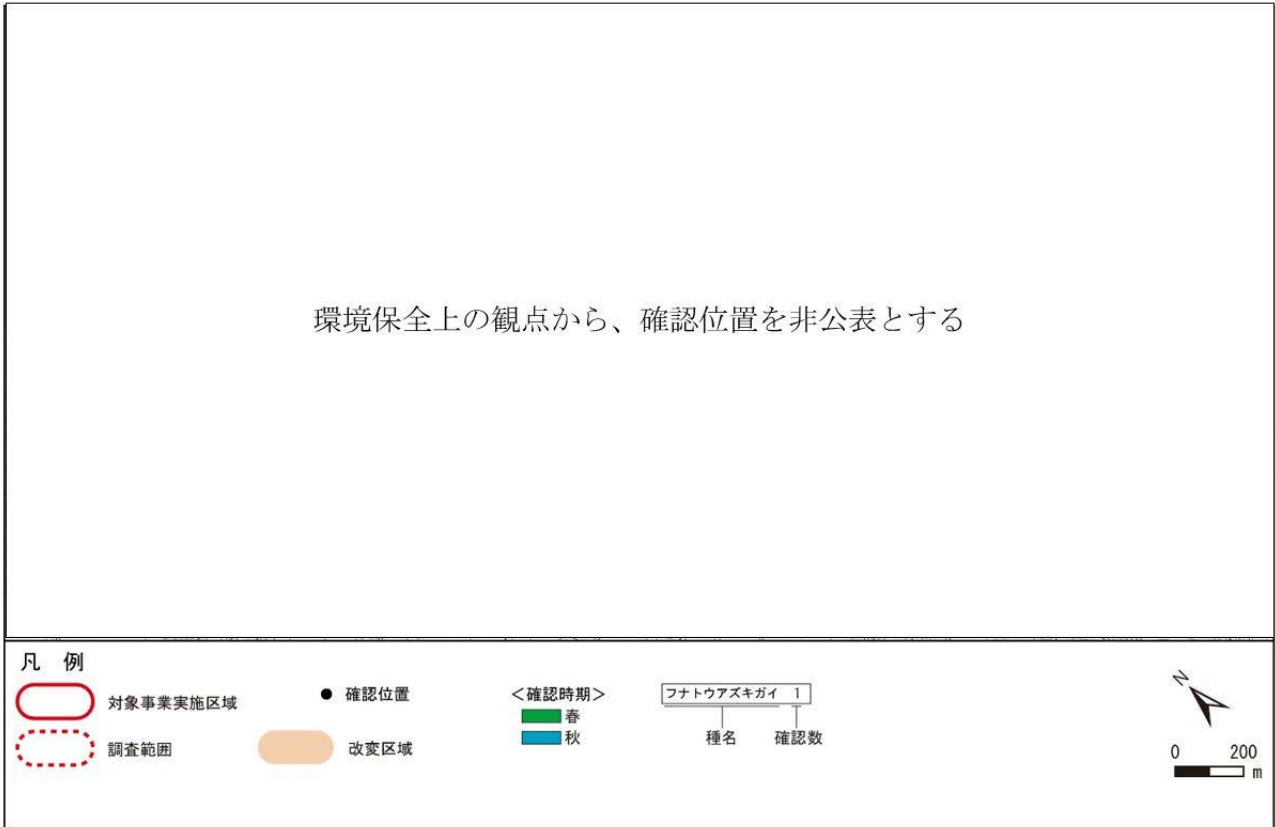 環境保全上の観点から、確認位置を非公表とする
凡 例
対象事業実施区域
確認位置
<確認時期>
春
秋
フナトウアズキガイ 1
種名
確認数
調査範囲
改変区域
N
0 200
m